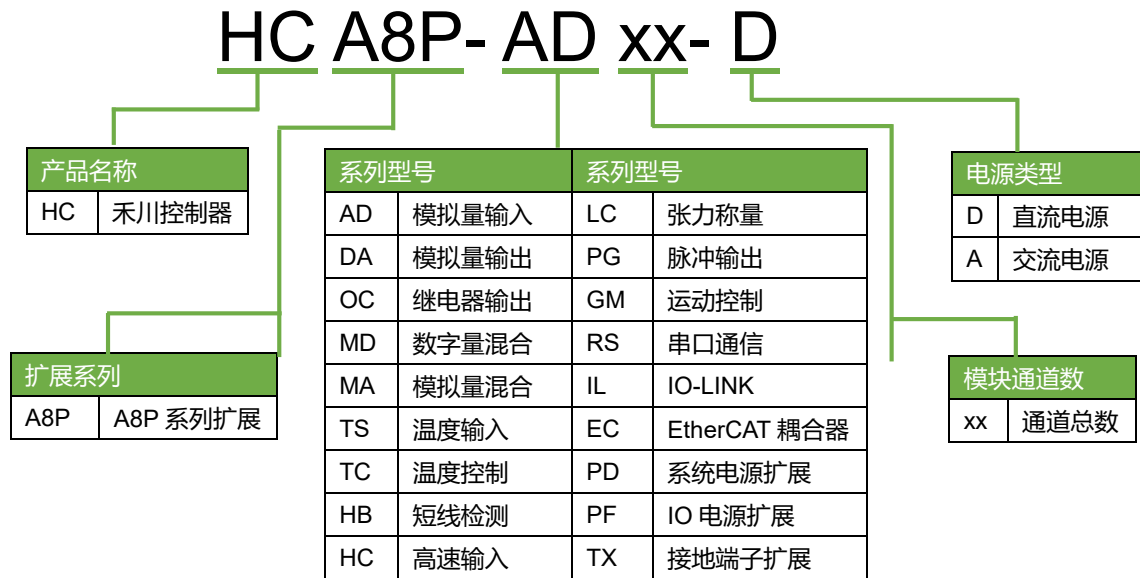 HC A8P- AD xx- D
产品名称
HC 禾川控制器
扩展系列
A8P A8P 系列扩展
系列型号 系列型号
AD 模拟量输入 LC 张力称量
DA 模拟量输出 PG 脉冲输出
OC 继电器输出 GM 运动控制
MD 数字量混合 RS 串口通信
MA 模拟量混合 IL IO-LINK
TS 温度输入 EC EtherCAT 耦合器
TC 温度控制 PD 系统电源扩展
HB 短线检测 PF IO 电源扩展
HC 高速输入 TX 接地端子扩展
电源类型
D 直流电源
A 交流电源
模块通道数
xx 通道总数